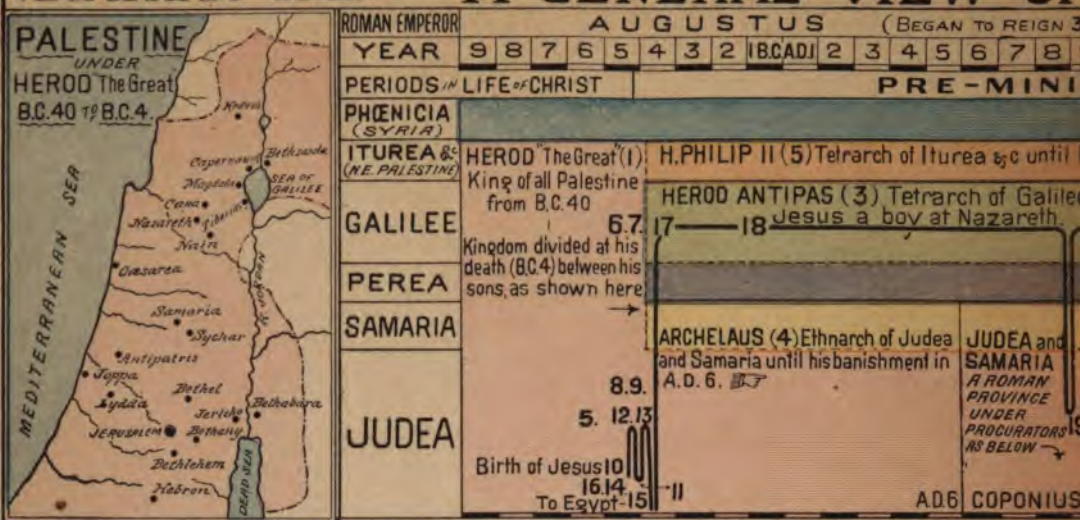 A GENERAL VIEW OF
PALESTINE
UNDER
HEROD The Great
B.C.40 TO B.C.4.
MEDITERRANEAN SEA
Capernaum
Bethsaida
Magdala
SEA OF
GALILEE
Cana
Tiberias
Nazareth
Nain
R. JORDAN
Cæsarea
Samaria
Sychar
Antipatris
Joppa
Bethel
Lydda
Jericho
Bethabara
JERUSALEM
Bethany
Bethlehem
Hebron
DEAD SEA
ROMAN EMPEROR
AUGUSTUS (BEGAN TO REIGN 3
YEAR
9 8 7 6 5 4 3 2 1 B.C. A.D.1 2 3 4 5 6 7 8
PERIODS IN LIFE OF CHRIST
PRE-MINI
PHŒNICIA
(SYRIA)
ITUREA &c
(N.E. PALESTINE)
GALILEE
PEREA
SAMARIA
JUDEA
HEROD "The Great" (1)
King of all Palestine
from B.C.40
6.7.
Kingdom divided at his
death (B.C.4) between his
sons, as shown here
→
H.PHILIP II (5) Tetrarch of Iturea &c until
HEROD ANTIPAS (3) Tetrarch of Galilee
Jesus a boy at Nazareth.
17 18
ARCHELAUS (4) Ethnarch of Judea
and Samaria until his banishment in
A.D.6. ☞
JUDEA and
SAMARIA
A ROMAN
PROVINCE
UNDER
PROCURATORS
AS BELOW
8.9.
5. 12.13
Birth of Jesus 10
16.14
11
To Egypt-15
A.D.6
COPONIUS